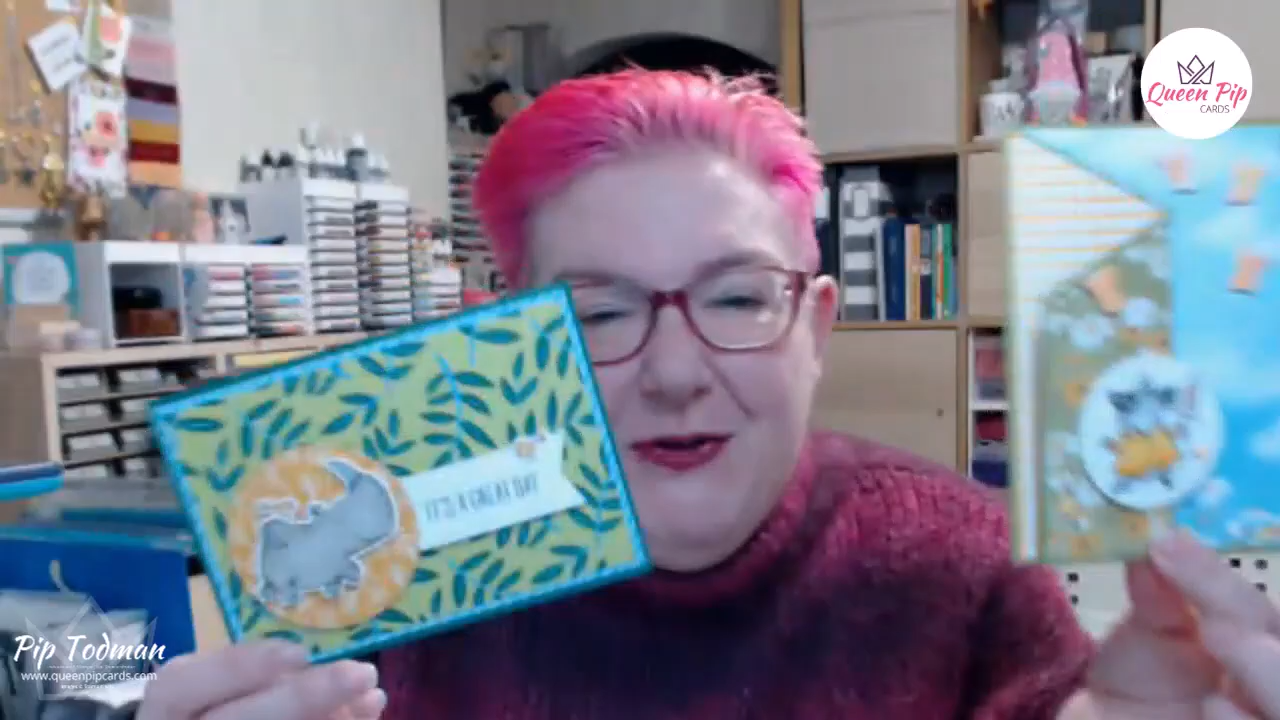 Queen Pip
CARDS
IT'S A GREAT DAY
Pip Todman
www.queenpipcards.com